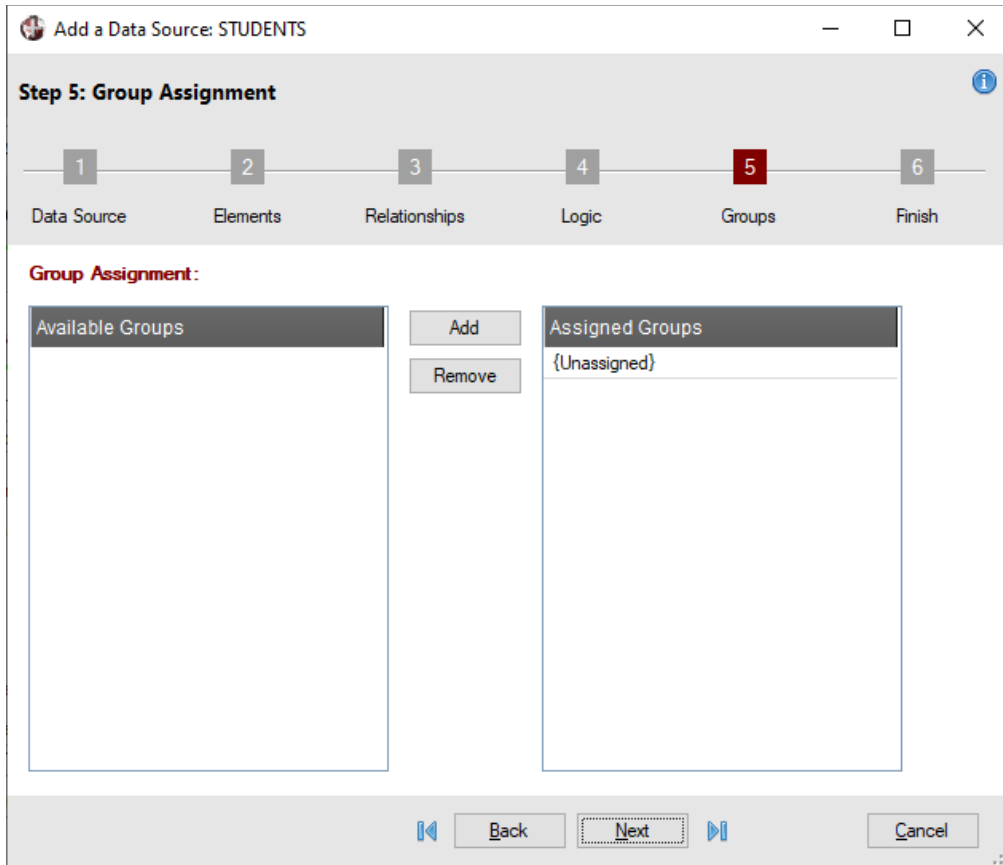 Add a Data Source: STUDENTS
Step 5: Group Assignment
1 2 3 4 5 6
Data Source Elements Relationships Logic Groups Finish
Group Assignment:
Available Groups Add Assigned Groups
{Unassigned}
Remove
Back Next Cancel